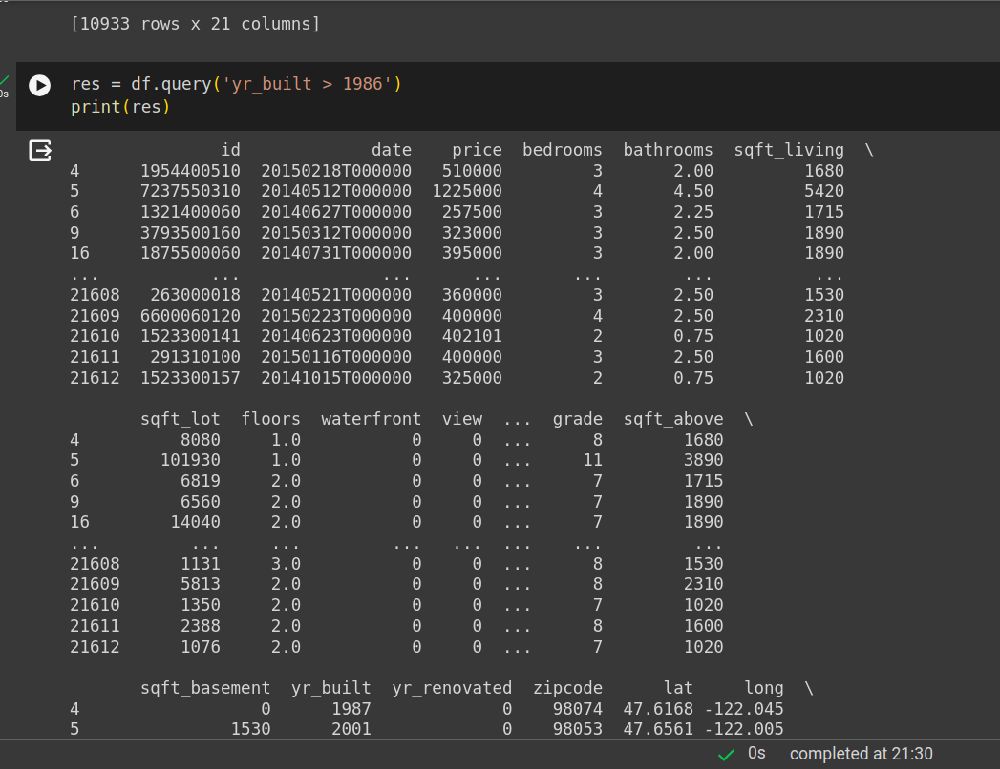 [10933 rows x 21 columns]
0s
res = df.query('yr_built > 1986')
print(res)
id date price bedrooms bathrooms sqft_living \
4 1954400510 20150218T000000 510000 3 2.00 1680
5 7237550310 20140512T000000 1225000 4 4.50 5420
6 1321400060 20140627T000000 257500 3 2.25 1715
9 3793500160 20150312T000000 323000 3 2.50 1890
16 1875500060 20140731T000000 395000 3 2.00 1890
... ... ... ... ... ... ...
21608 263000018 20140521T000000 360000 3 2.50 1530
21609 6600060120 20150223T000000 400000 4 2.50 2310
21610 1523300141 20140623T000000 402101 2 0.75 1020
21611 291310100 20150116T000000 400000 3 2.50 1600
21612 1523300157 20141015T000000 325000 2 0.75 1020
sqft_lot floors waterfront view ... grade sqft_above \
4 8080 1.0 0 0 ... 8 1680
5 101930 1.0 0 0 ... 11 3890
6 6819 2.0 0 0 ... 7 1715
9 6560 2.0 0 0 ... 7 1890
16 14040 2.0 0 0 ... 7 1890
... ... ... ... ... ... ... ...
21608 1131 3.0 0 0 ... 8 1530
21609 5813 2.0 0 0 ... 8 2310
21610 1350 2.0 0 0 ... 7 1020
21611 2388 2.0 0 0 ... 8 1600
21612 1076 2.0 0 0 ... 7 1020
sqft_basement yr_built yr_renovated zipcode lat long \
4 0 1987 0 98074 47.6168 -122.045
5 1530 2001 0 98053 47.6561 -122.005
0s completed at 21:30